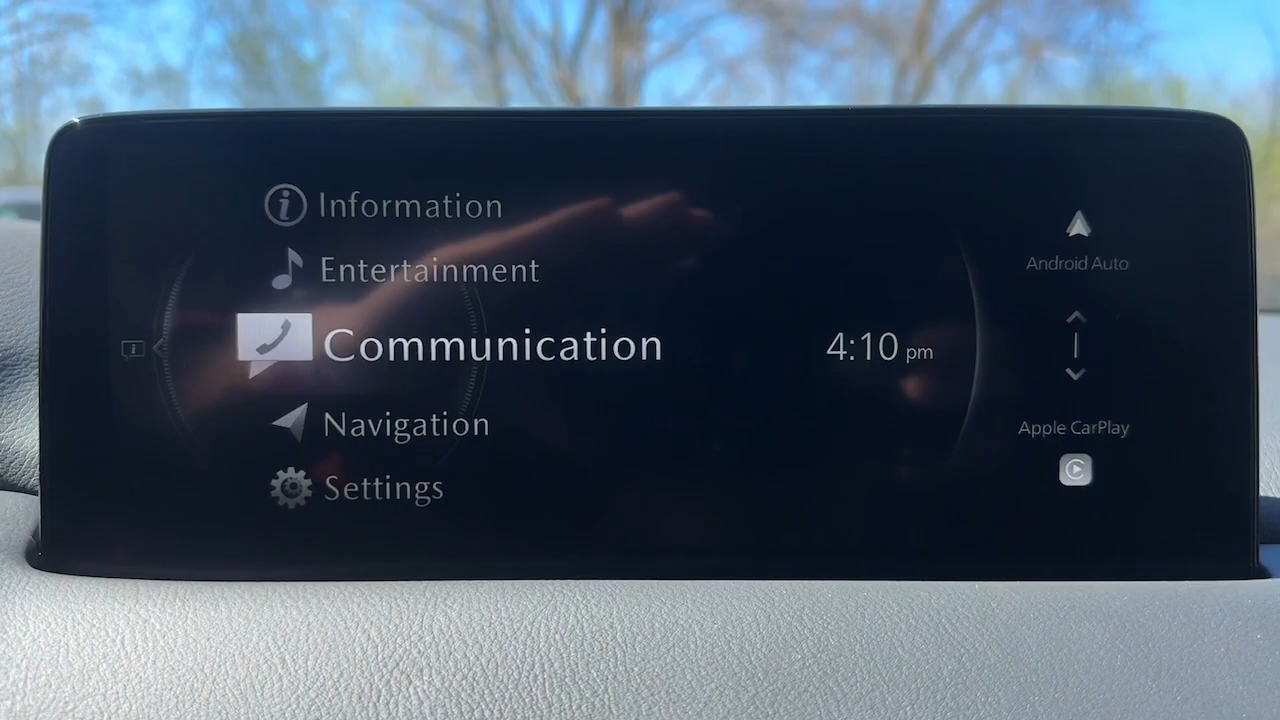 Information
Entertainment
Communication
Navigation
Settings
4:10 pm
Android Auto
Apple CarPlay